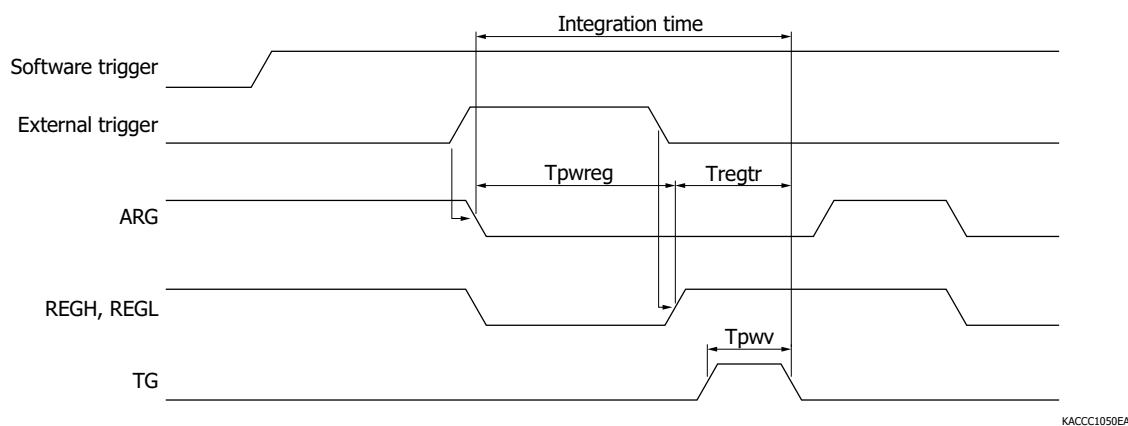 Integration time
Software trigger
External trigger
Tpwreg
Tregtr
ARG
REGH, REGL
Tpwv
TG
KACCC1050EA